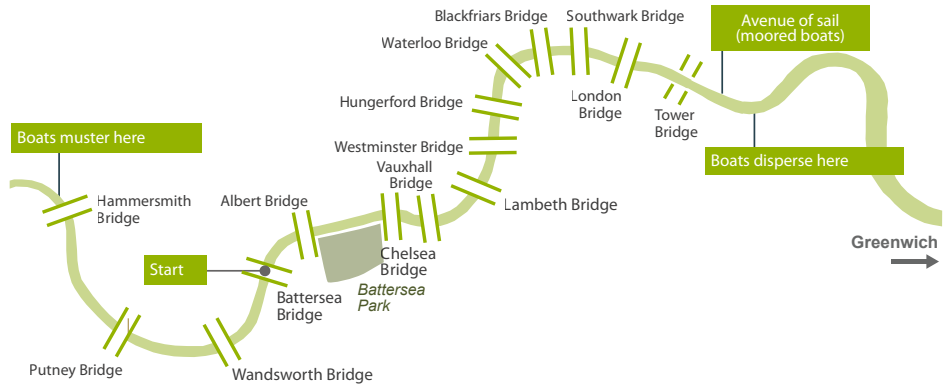 Blackfriars Bridge
Southwark Bridge
Avenue of sail
(moored boats)
Waterloo Bridge
Hungerford Bridge
London
Bridge
Tower
Bridge
Boats muster here
Westminster Bridge
Vauxhall
Bridge
Boats disperse here
Hammersmith
Bridge
Albert Bridge
Lambeth Bridge
Greenwich
Chelsea
Bridge
Start
Battersea
Park
Battersea
Bridge
Putney Bridge
Wandsworth Bridge